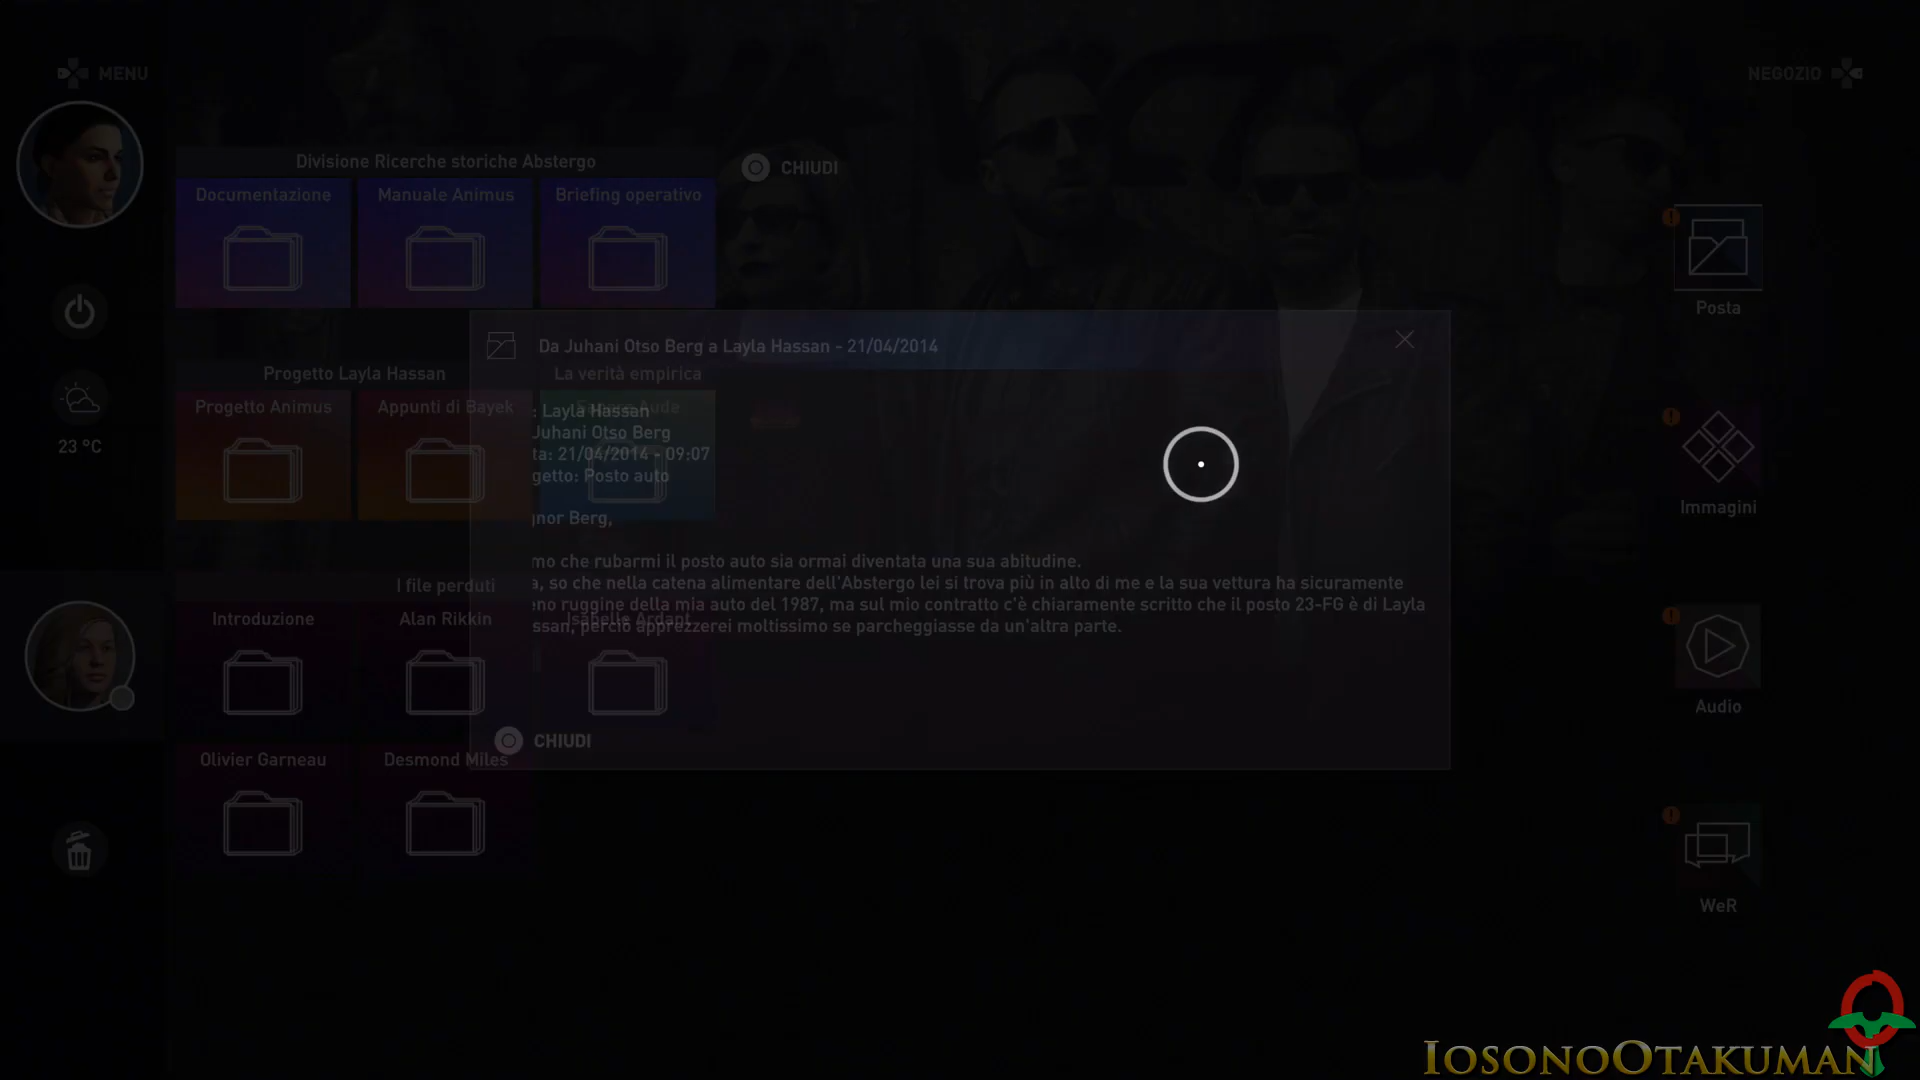 MENU
NEGOZIO
Divisione Ricerche storiche Abstergo
CHIUDI
Documentazione
Manuale Animus
Briefing operativo
Posta
Da Juhani Otso Berg a Layla Hassan - 21/04/2014
Progetto Layla Hassan
La verità empirica
Progetto Animus
Appunti di Bayek
Aude
: Layla Hassan
Juhani Otso Berg
ta: 21/04/2014 - 09:07
getto: Posto auto
23 °C
Immagini
gnor Berg,
mo che rubarmi il posto auto sia ormai diventata una sua abitudine.
a, so che nella catena alimentare dell'Abstergo lei si trova più in alto di me e la sua vettura ha sicuramente
eno ruggine della mia auto del 1987, ma sul mio contratto c'è chiaramente scritto che il posto 23-FG è di Layla
ssan, perciò apprezzerei moltissimo se parcheggiasse da un'altra parte.
I file perduti
Introduzione
Alan Rikkin
Isabelle Ardant
Audio
CHIUDI
Olivier Garneau
Desmond Miles
WeR
IosonoOtakuman